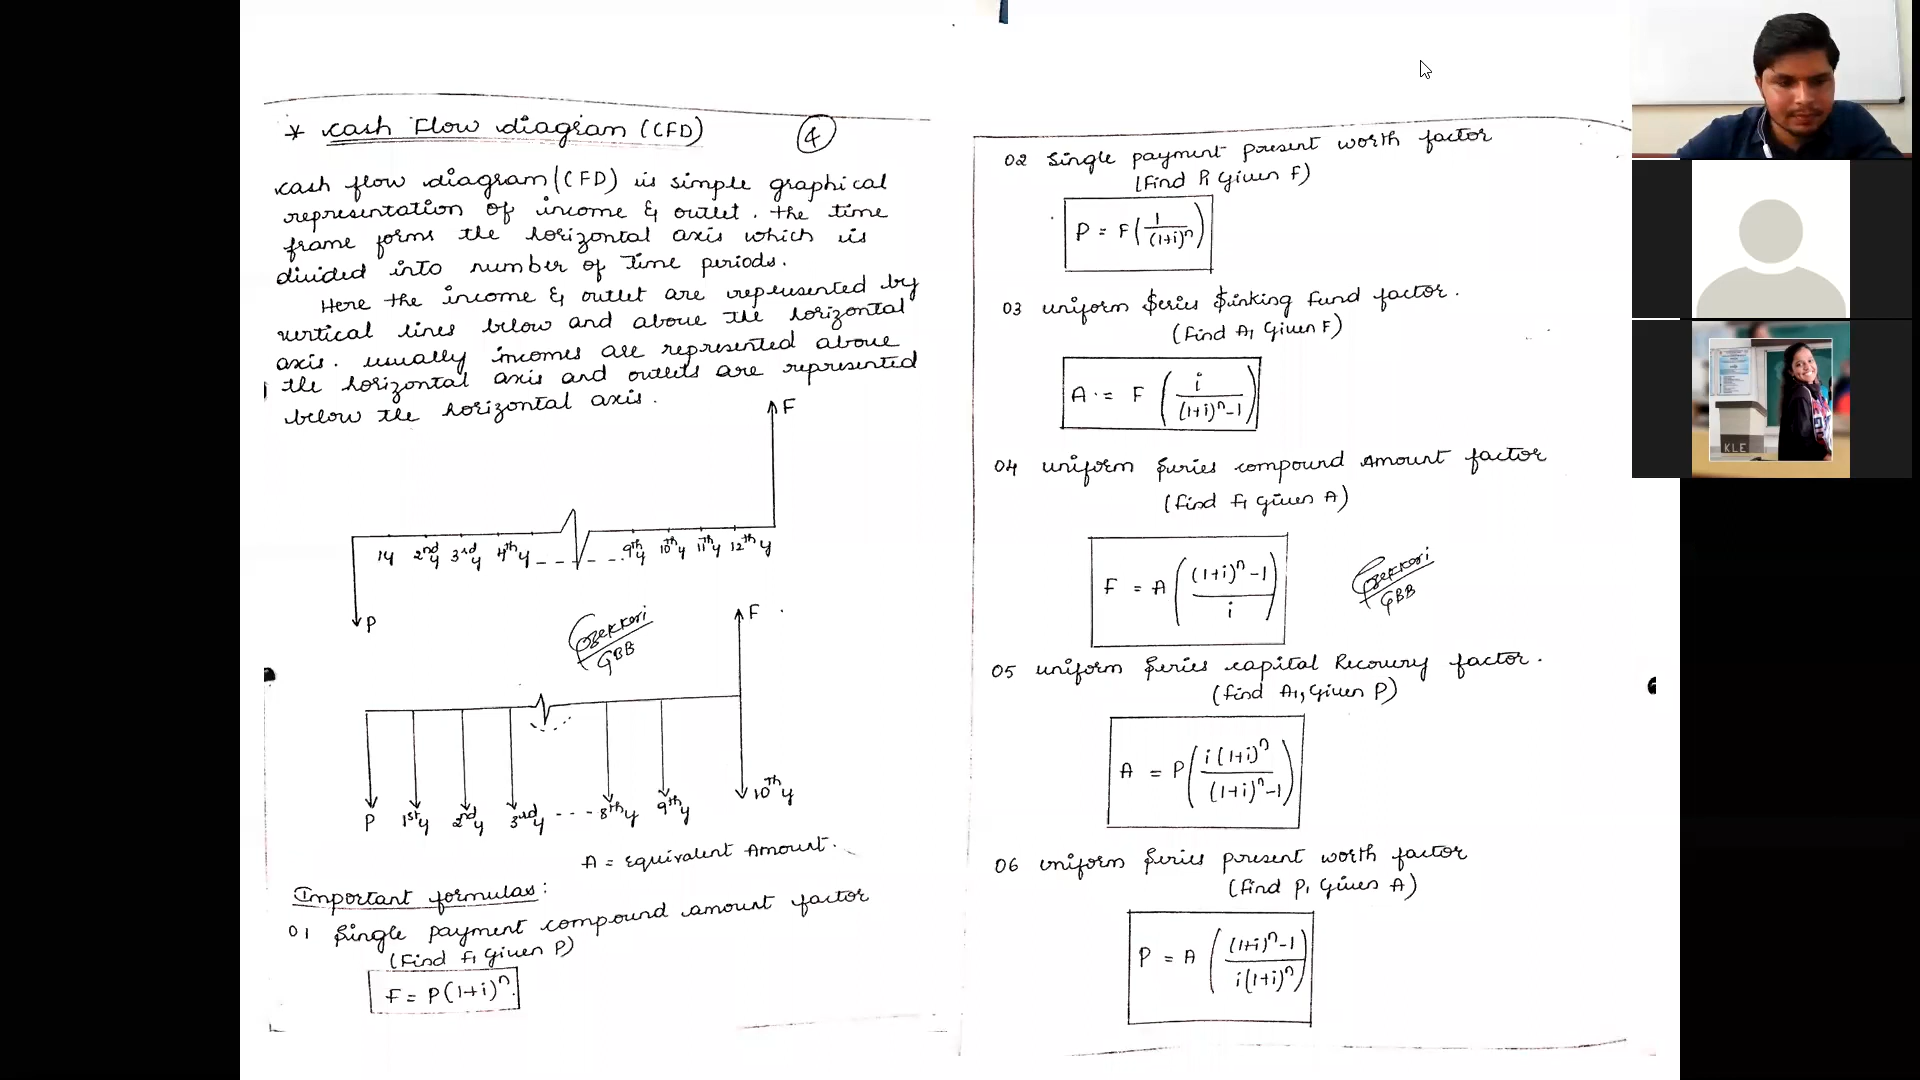 * Cash Flow diagram (CFD)
4
Cash flow diagram (CFD) is simple graphical
representation of income & outlet. the time
frame forms the horizontal axis which is
divided into number of time periods.
Here the income & outlet are represented by
vertical lines below and above the horizontal
axis. usually incomes are represented above
the horizontal axis and outlets are represented
below the horizontal axis.
F
1y 2nd y 3rd y 4th y - - - - - - 9th y 10th y 11th y 12th y
P
GBB
F
P 1st y 2nd y 3rd y - - - 8th y 9th y 10th y
A = Equivalent Amount.
Important formulas:
01 Single payment compound amount factor
(Find F, Given P)
F = P(1+i)^n.
02 Single payment present worth factor
(Find P, Given F)
P = F(1/(1+i)^n)
03 uniform Series Sinking Fund factor.
(Find A, Given F)
A = F (i/((1+i)^n-1))
04 uniform Series compound Amount factor
(Find F, Given A)
F = A(((1+i)^n-1)/i)
GBB
05 uniform Series capital Recovery factor.
(Find A, Given P)
A = P(i(1+i)^n/((1+i)^n-1))
06 uniform Series present worth factor
(Find P, Given A)
P = A (((1+i)^n-1)/(i(1+i)^n))
KLE